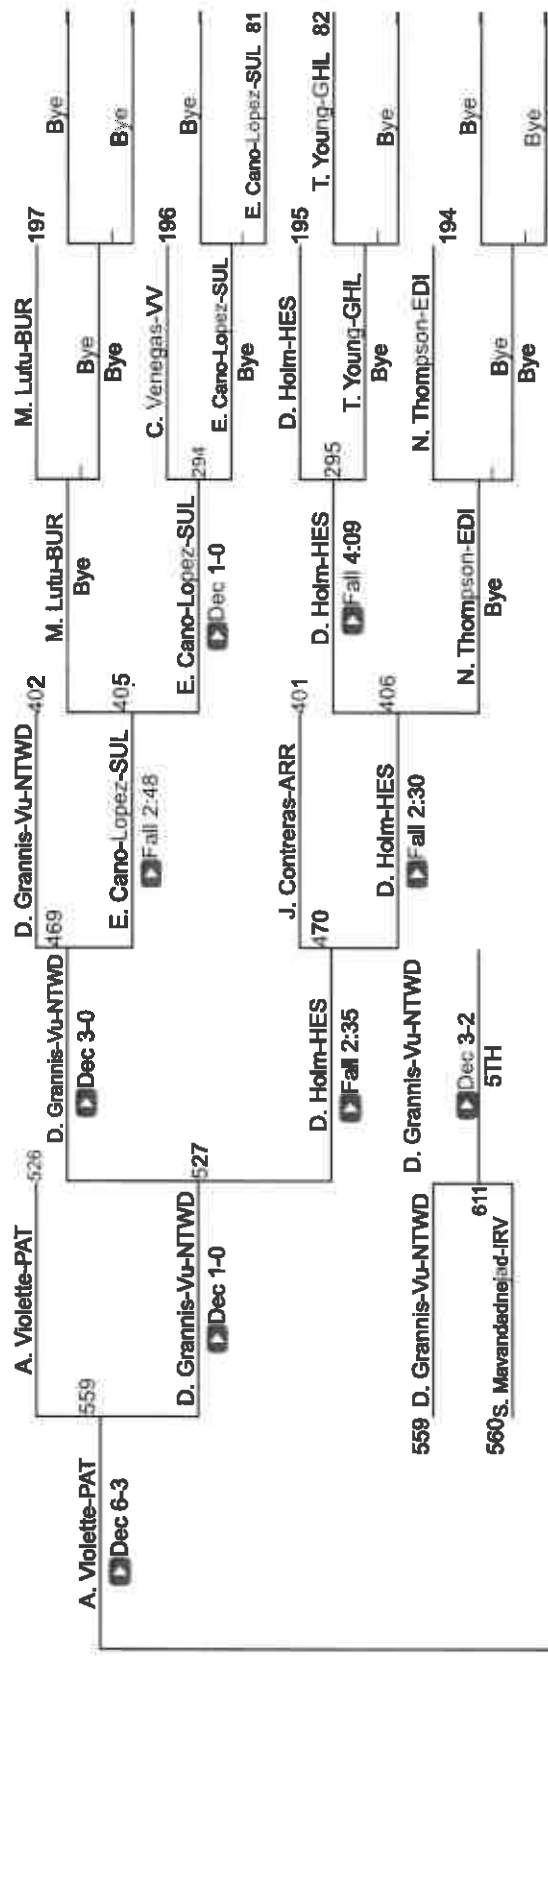 A. Violette-PAT
Dec 6-3
A. Violette-PAT 526
559
D. Grannis-Vu-NTWD 527
Dec 1-0
559 D. Grannis-Vu-NTWD
611
560 S. Mavandadnejad-IRV
D. Grannis-Vu-NTWD
Dec 3-0
D. Holm-HES
Fall 2:35
D. Grannis-Vu-NTWD
Dec 3-2
5TH
D. Grannis-Vu-NTWD 402
469
E. Cano-Lopez-SUL 405
Fall 2:48
J. Contreras-ARR 401
470
D. Holm-HES 406
Fall 2:30
M. Lutu-BUR
Bye
E. Cano-Lopez-SUL 294
Dec 1-0
D. Holm-HES 295
Fall 4:09
N. Thompson-EDI
Bye
M. Lutu-BUR 197
Bye
Bye
C. Venegas-VV 196
E. Cano-Lopez-SUL
Bye
D. Holm-HES 195
T. Young-GHL
Bye
N. Thompson-EDI 194
Bye
Bye
Bye
Bye
Bye
E. Cano-Lopez-SUL 81
T. Young-GHL 82
Bye
Bye
Bye